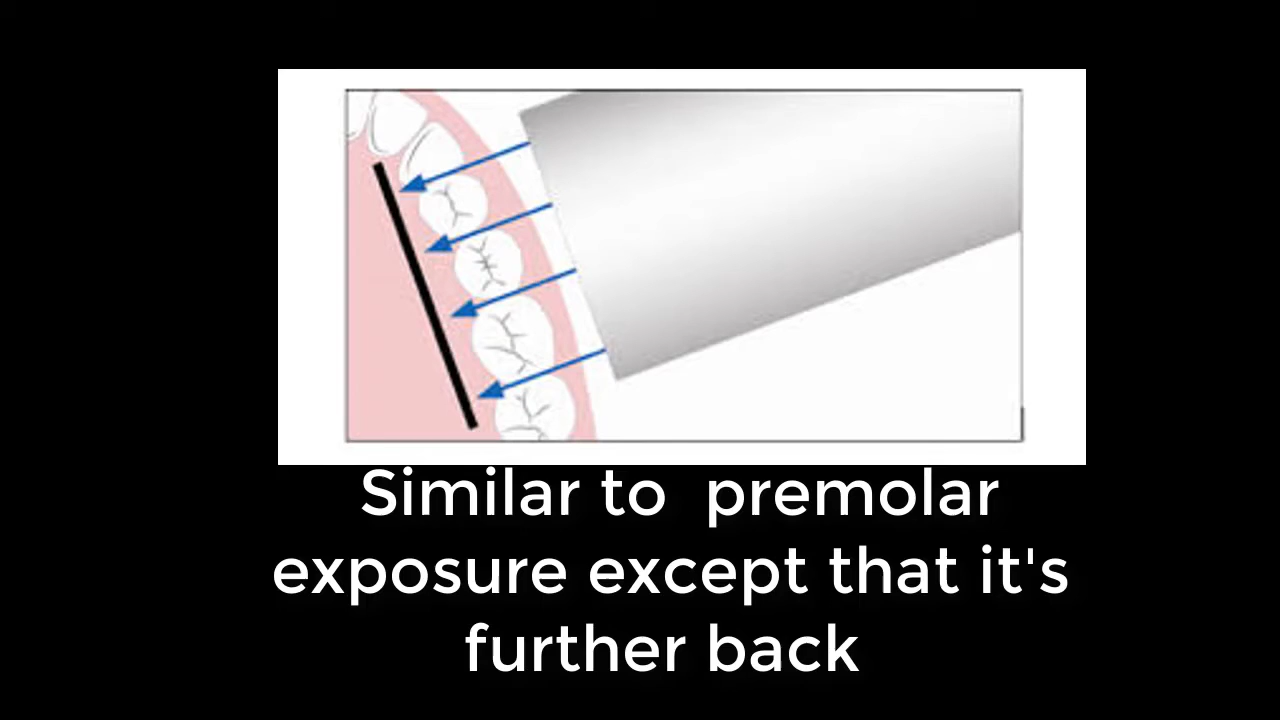 Similar to  premolar
exposure except that it's
further back